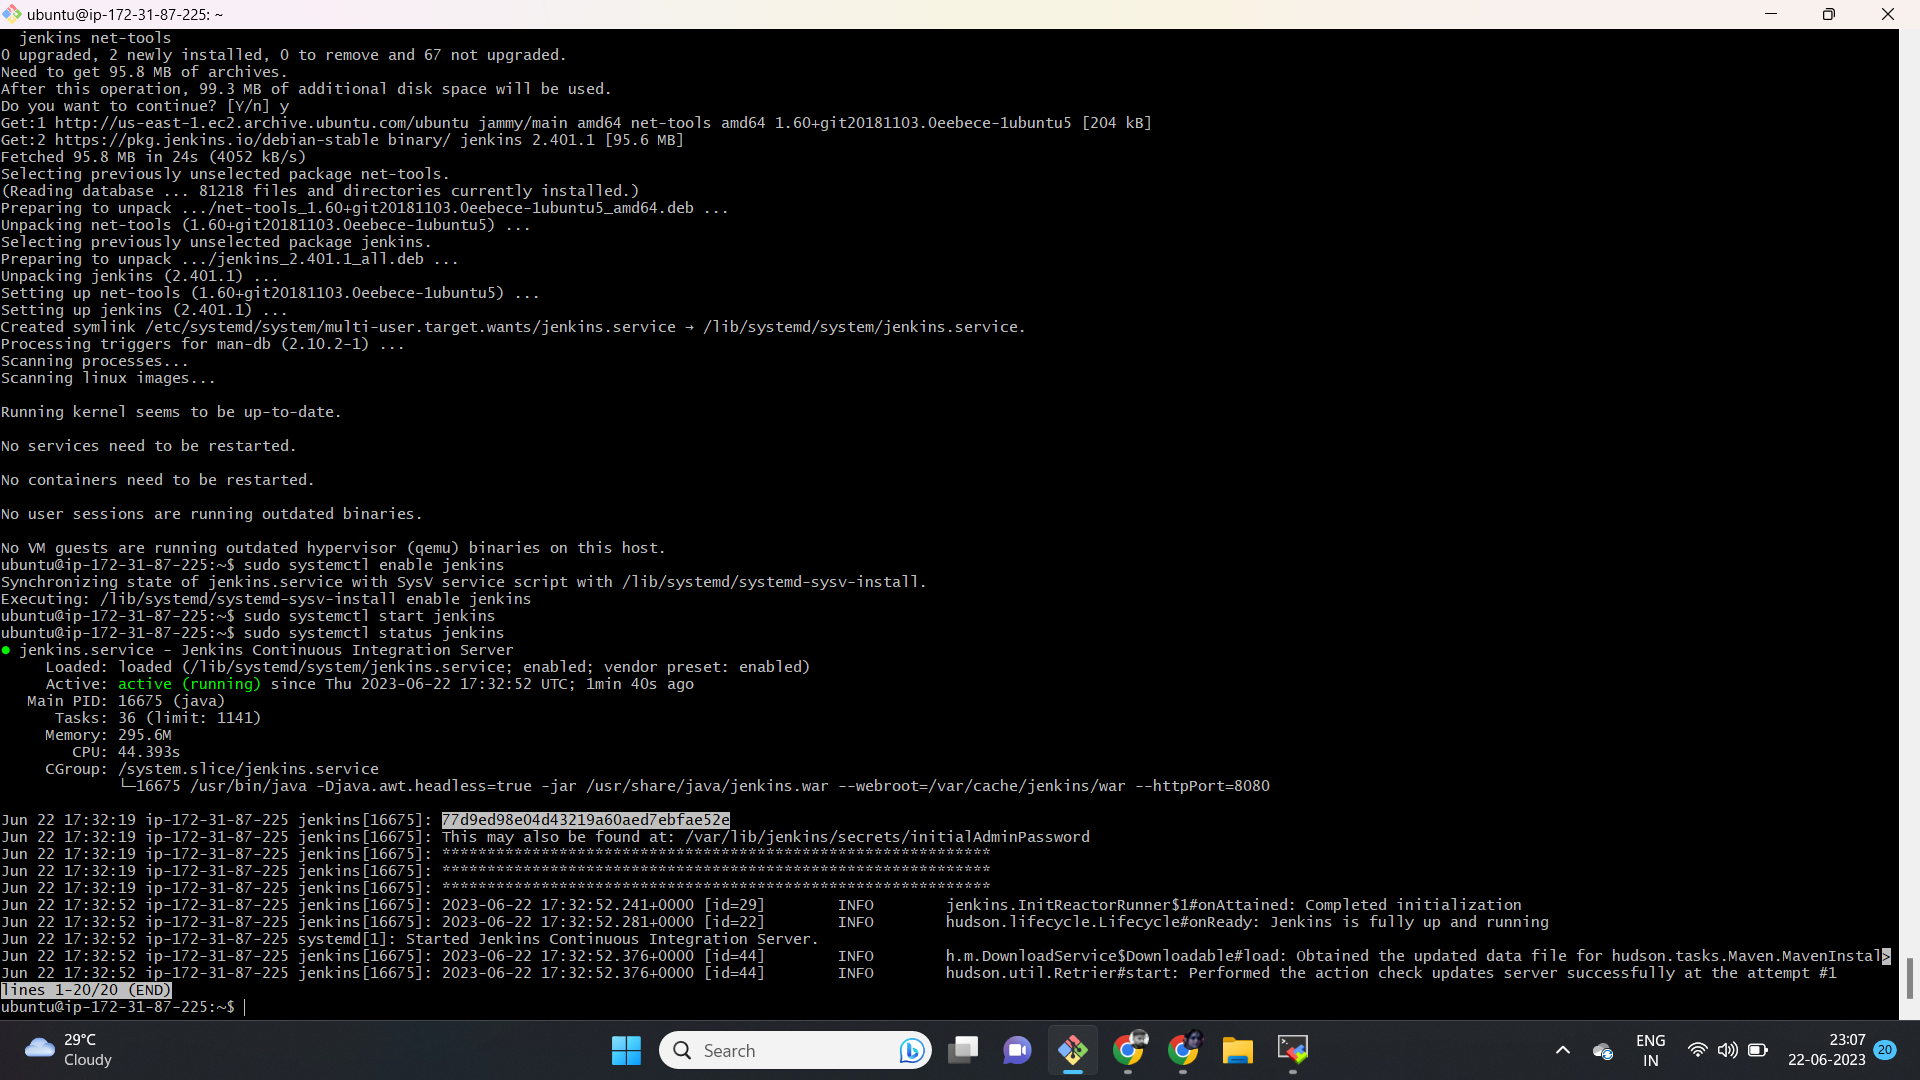 ubuntu@ip-172-31-87-225: ~
  jenkins net-tools
0 upgraded, 2 newly installed, 0 to remove and 67 not upgraded.
Need to get 95.8 MB of archives.
After this operation, 99.3 MB of additional disk space will be used.
Do you want to continue? [Y/n] y
Get:1 http://us-east-1.ec2.archive.ubuntu.com/ubuntu jammy/main amd64 net-tools amd64 1.60+git20181103.0eebece-1ubuntu5 [204 kB]
Get:2 https://pkg.jenkins.io/debian-stable binary/ jenkins 2.401.1 [95.6 MB]
Fetched 95.8 MB in 24s (4052 kB/s)
Selecting previously unselected package net-tools.
(Reading database ... 81218 files and directories currently installed.)
Preparing to unpack .../net-tools_1.60+git20181103.0eebece-1ubuntu5_amd64.deb ...
Unpacking net-tools (1.60+git20181103.0eebece-1ubuntu5) ...
Selecting previously unselected package jenkins.
Preparing to unpack .../jenkins_2.401.1_all.deb ...
Unpacking jenkins (2.401.1) ...
Setting up net-tools (1.60+git20181103.0eebece-1ubuntu5) ...
Setting up jenkins (2.401.1) ...
Created symlink /etc/systemd/system/multi-user.target.wants/jenkins.service → /lib/systemd/system/jenkins.service.
Processing triggers for man-db (2.10.2-1) ...
Scanning processes...
Scanning linux images...
Running kernel seems to be up-to-date.
No services need to be restarted.
No containers need to be restarted.
No user sessions are running outdated binaries.
No VM guests are running outdated hypervisor (qemu) binaries on this host.
ubuntu@ip-172-31-87-225:~$ sudo systemctl enable jenkins
Synchronizing state of jenkins.service with SysV service script with /lib/systemd/systemd-sysv-install.
Executing: /lib/systemd/systemd-sysv-install enable jenkins
ubuntu@ip-172-31-87-225:~$ sudo systemctl start jenkins
ubuntu@ip-172-31-87-225:~$ sudo systemctl status jenkins
● jenkins.service - Jenkins Continuous Integration Server
     Loaded: loaded (/lib/systemd/system/jenkins.service; enabled; vendor preset: enabled)
     Active: active (running) since Thu 2023-06-22 17:32:52 UTC; 1min 40s ago
   Main PID: 16675 (java)
      Tasks: 36 (limit: 1141)
     Memory: 295.6M
        CPU: 44.393s
     CGroup: /system.slice/jenkins.service
             └─16675 /usr/bin/java -Djava.awt.headless=true -jar /usr/share/java/jenkins.war --webroot=/var/cache/jenkins/war --httpPort=8080
Jun 22 17:32:19 ip-172-31-87-225 jenkins[16675]: 77d9ed98e04d43219a60aed7ebfae52e
Jun 22 17:32:19 ip-172-31-87-225 jenkins[16675]: This may also be found at: /var/lib/jenkins/secrets/initialAdminPassword
Jun 22 17:32:19 ip-172-31-87-225 jenkins[16675]: *************************************************************
Jun 22 17:32:19 ip-172-31-87-225 jenkins[16675]: *************************************************************
Jun 22 17:32:19 ip-172-31-87-225 jenkins[16675]: *************************************************************
Jun 22 17:32:52 ip-172-31-87-225 jenkins[16675]: 2023-06-22 17:32:52.241+0000 [id=29]        INFO        jenkins.InitReactorRunner$1#onAttained: Completed initialization
Jun 22 17:32:52 ip-172-31-87-225 jenkins[16675]: 2023-06-22 17:32:52.281+0000 [id=22]        INFO        hudson.lifecycle.Lifecycle#onReady: Jenkins is fully up and running
Jun 22 17:32:52 ip-172-31-87-225 systemd[1]: Started Jenkins Continuous Integration Server.
Jun 22 17:32:52 ip-172-31-87-225 jenkins[16675]: 2023-06-22 17:32:52.376+0000 [id=44]        INFO        h.m.DownloadService$Downloadable#load: Obtained the updated data file for hudson.tasks.Maven.MavenInstal>
Jun 22 17:32:52 ip-172-31-87-225 jenkins[16675]: 2023-06-22 17:32:52.376+0000 [id=44]        INFO        hudson.util.Retrier#start: Performed the action check updates server successfully at the attempt #1
lines 1-20/20 (END)
ubuntu@ip-172-31-87-225:~$
29°C
Cloudy
Search
ENG
IN
23:07
22-06-2023
20